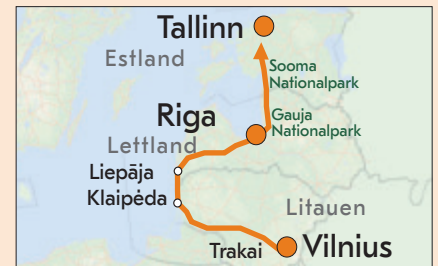 Tallinn
Estland
Sooma
Nationalpark
Riga
Gauja
Nationalpark
Lettland
Liepāja
Klaipėda
Litauen
Trakai
Vilnius